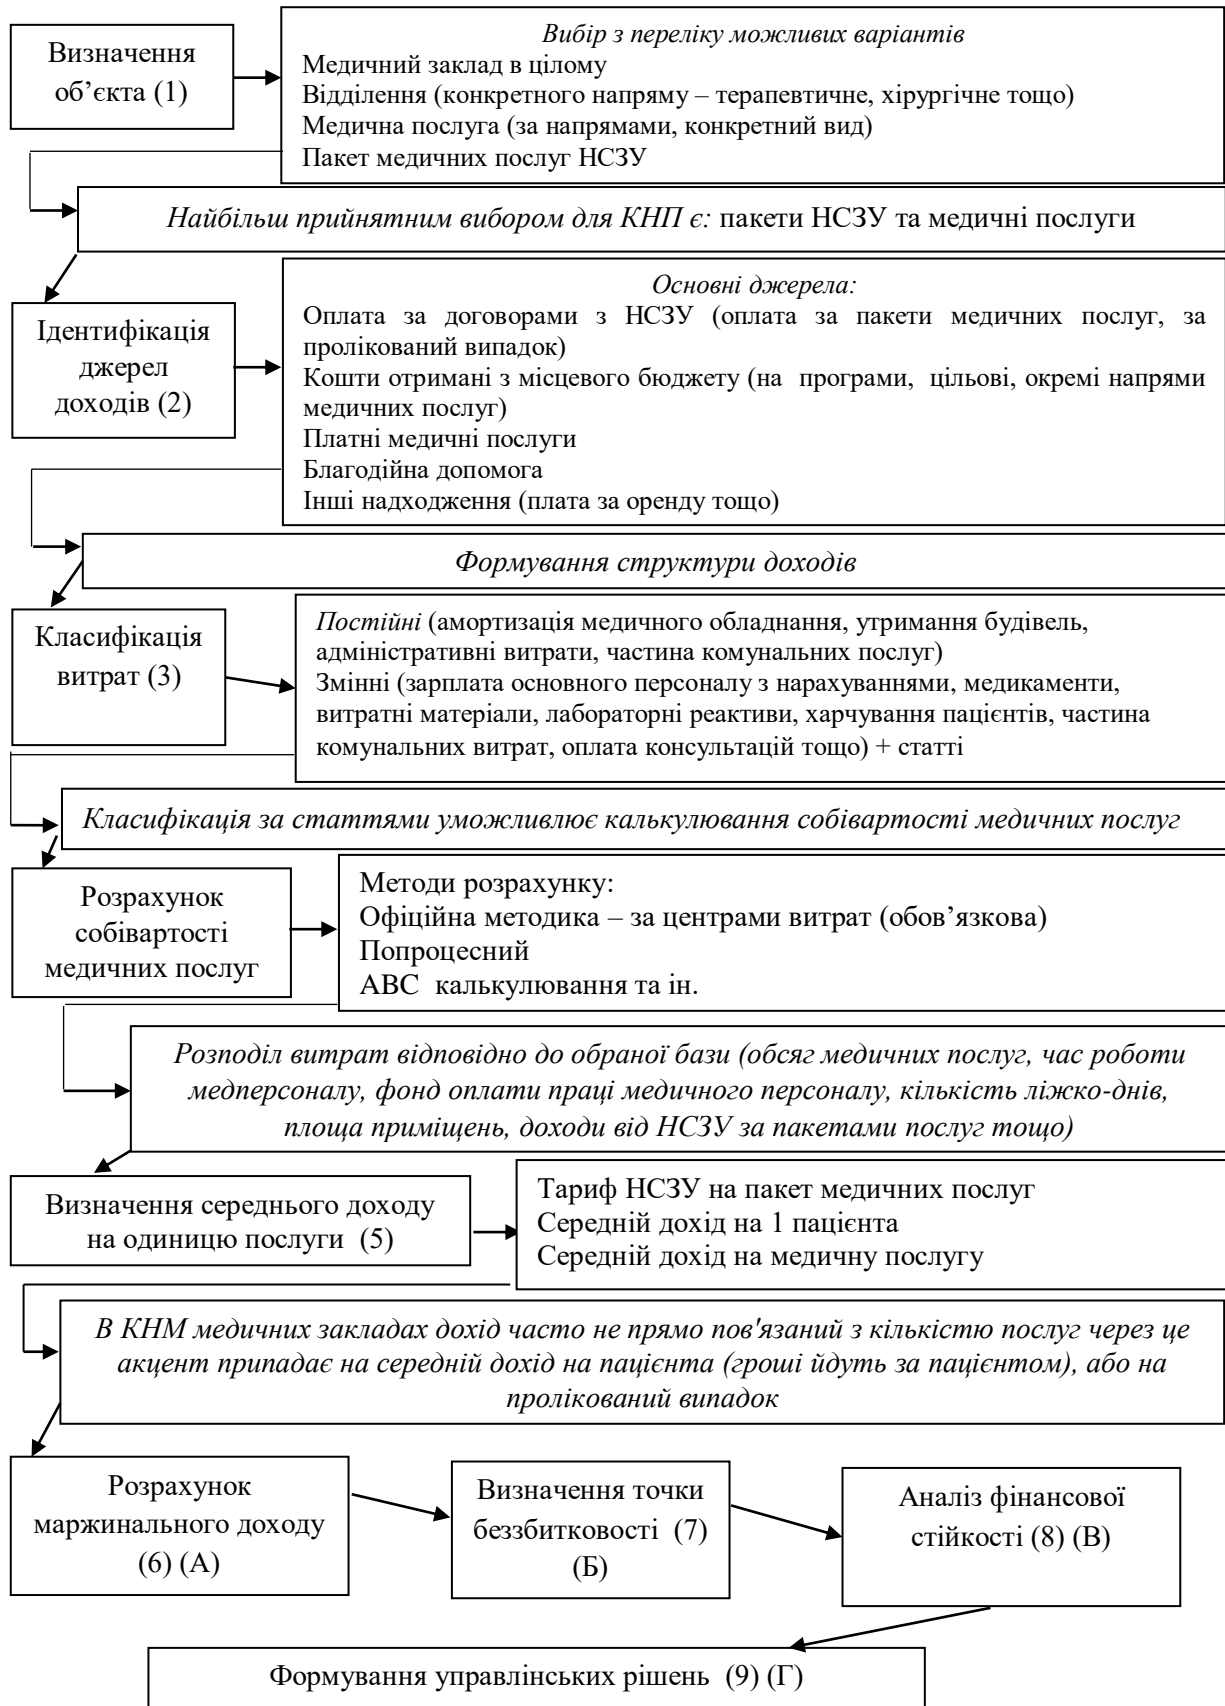 Визначення
об’єкта (1)
Вибір з переліку можливих варіантів
Медичний заклад в цілому
Відділення (конкретного напряму – терапевтичне, хірургічне тощо)
Медична послуга (за напрямами, конкретний вид)
Пакет медичних послуг НСЗУ
Найбільш прийнятним вибором для КНП є: пакети НСЗУ та медичні послуги
Ідентифікація
джерел
доходів (2)
Основні джерела:
Оплата за договорами з НСЗУ (оплата за пакети медичних послуг, за
пролікований випадок)
Кошти отримані з місцевого бюджету (на програми, цільові, окремі напрями
медичних послуг)
Платні медичні послуги
Благодійна допомога
Інші надходження (плата за оренду тощо)
Формування структури доходів
Класифікація
витрат (3)
Постійні (амортизація медичного обладнання, утримання будівель,
адміністративні витрати, частина комунальних послуг)
Змінні (зарплата основного персоналу з нарахуваннями, медикаменти,
витратні матеріали, лабораторні реактиви, харчування пацієнтів, частина
комунальних витрат, оплата консультацій тощо) + статті
Класифікація за статтями уможливлює калькулювання собівартості медичних послуг
Розрахунок
собівартості
медичних послуг
Методи розрахунку:
Офіційна методика – за центрами витрат (обов’язкова)
Попроцесний
АВС калькулювання та ін.
Розподіл витрат відповідно до обраної бази (обсяг медичних послуг, час роботи
медперсоналу, фонд оплати праці медичного персоналу, кількість ліжко-днів,
площа приміщень, доходи від НСЗУ за пакетами послуг тощо)
Визначення середнього доходу
на одиницю послуги (5)
Тариф НСЗУ на пакет медичних послуг
Середній дохід на 1 пацієнта
Середній дохід на медичну послугу
В КНМ медичних закладах дохід часто не прямо пов'язаний з кількістю послуг через це
акцент припадає на середній дохід на пацієнта (гроші йдуть за пацієнтом), або на
пролікований випадок
Розрахунок
маржинального доходу
(6) (А)
Визначення точки
беззбитковості (7)
(Б)
Аналіз фінансової
стійкості (8) (В)
Формування управлінських рішень (9) (Г)